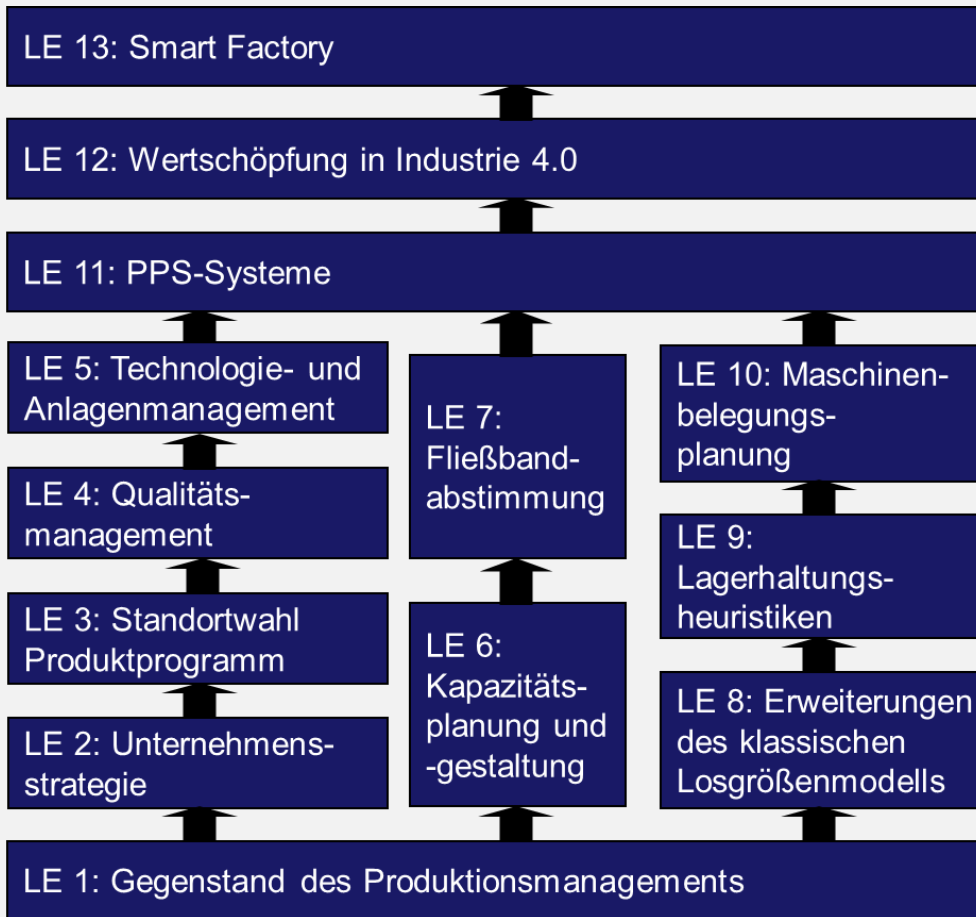 LE 13: Smart Factory
LE 12: Wertschöpfung in Industrie 4.0
LE 11: PPS-Systeme
LE 5: Technologie- und
Anlagenmanagement
LE 4: Qualitäts-
management
LE 3: Standortwahl
Produktprogramm
LE 2: Unternehmens-
strategie
LE 7:
Fließband-
abstimmung
LE 6:
Kapazitäts-
planung und
-gestaltung
LE 10: Maschinen-
belegungs-
planung
LE 9:
Lagerhaltungs-
heuristiken
LE 8: Erweiterungen
des klassischen
Losgrößenmodells
LE 1: Gegenstand des Produktionsmanagements